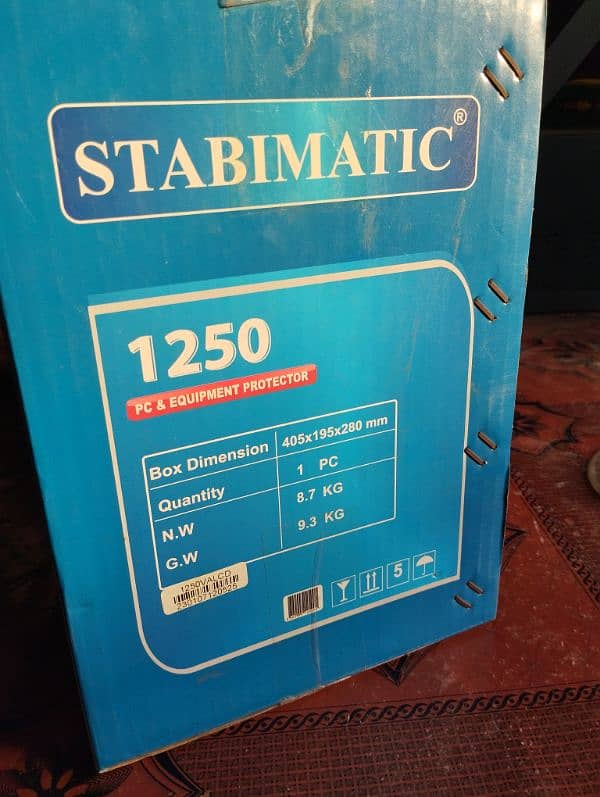 STABIMATIC®
1250
PC & EQUIPMENT PROTECTOR
Box Dimension 405x195x280 mm
Quantity 1 PC
N.W 8.7 KG
G.W 9.3 KG
1250VALCD
230107120525
5